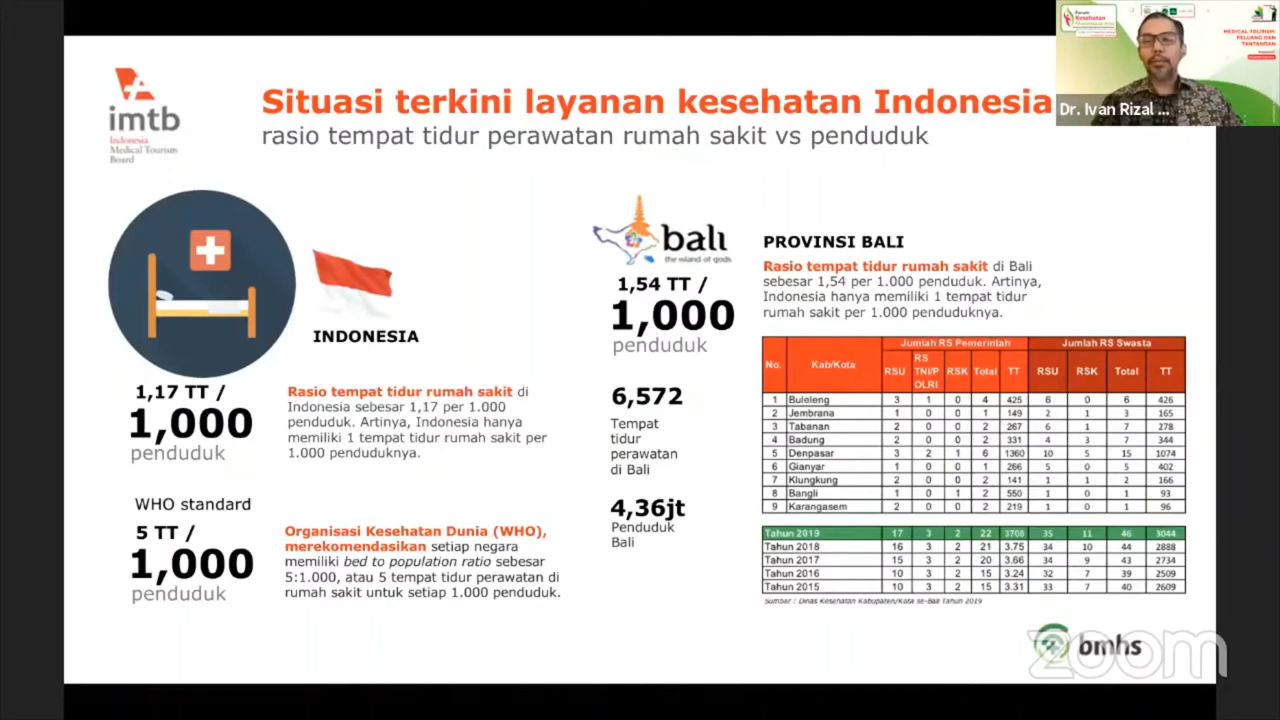 Forum
Kesehatan
MEDICAL TOURISM:
PELUANG DAN
TANTANGAN
Dr. Ivan Rizal ...
imtb
Indonesia
Medical Tourism
Board
Situasi terkini layanan kesehatan Indonesia
rasio tempat tidur perawatan rumah sakit vs penduduk
INDONESIA
1,17 TT /
1,000
penduduk
Rasio tempat tidur rumah sakit di
Indonesia sebesar 1,17 per 1.000
penduduk. Artinya, Indonesia hanya
memiliki 1 tempat tidur rumah sakit per
1.000 penduduknya.
WHO standard
5 TT /
1,000
penduduk
Organisasi Kesehatan Dunia (WHO),
merekomendasikan setiap negara
memiliki bed to population ratio sebesar
5:1.000, atau 5 tempat tidur perawatan di
rumah sakit untuk setiap 1.000 penduduk.
bali
the island of gods
1,54 TT /
1,000
penduduk
6,572
Tempat
tidur
perawatan
di Bali
4,36jt
Penduduk
Bali
PROVINSI BALI
Rasio tempat tidur rumah sakit di Bali
sebesar 1,54 per 1.000 penduduk. Artinya,
Indonesia hanya memiliki 1 tempat tidur
rumah sakit per 1.000 penduduknya.
No. Kab/Kota Jumlah RS Pemerintah Jumlah RS Swasta
RSU RS TNI/P OLRI RSK Total TT RSU RSK Total TT
1 Buleleng 3 1 0 4 425 6 0 6 426
2 Jembrana 1 0 0 1 149 2 1 3 165
3 Tabanan 2 0 0 2 267 6 1 7 278
4 Badung 2 0 0 2 331 4 3 7 344
5 Denpasar 3 2 1 6 1360 10 5 15 1074
6 Gianyar 1 0 0 1 266 5 0 5 402
7 Klungkung 2 0 0 2 141 1 1 2 166
8 Bangli 1 0 1 2 550 1 0 1 93
9 Karangasem 2 0 0 2 219 1 0 1 96
Tahun 2019 17 3 2 22 3708 35 11 46 3044
Tahun 2018 16 3 2 21 3.75 34 10 44 2888
Tahun 2017 15 3 2 20 3.66 34 9 43 2734
Tahun 2016 10 3 2 15 3.24 32 7 39 2509
Tahun 2015 10 3 2 15 3.31 33 7 40 2609
Sumber : Dinas Kesehatan Kabupaten/Kota se-Bali Tahun 2019
bmhs
zoom